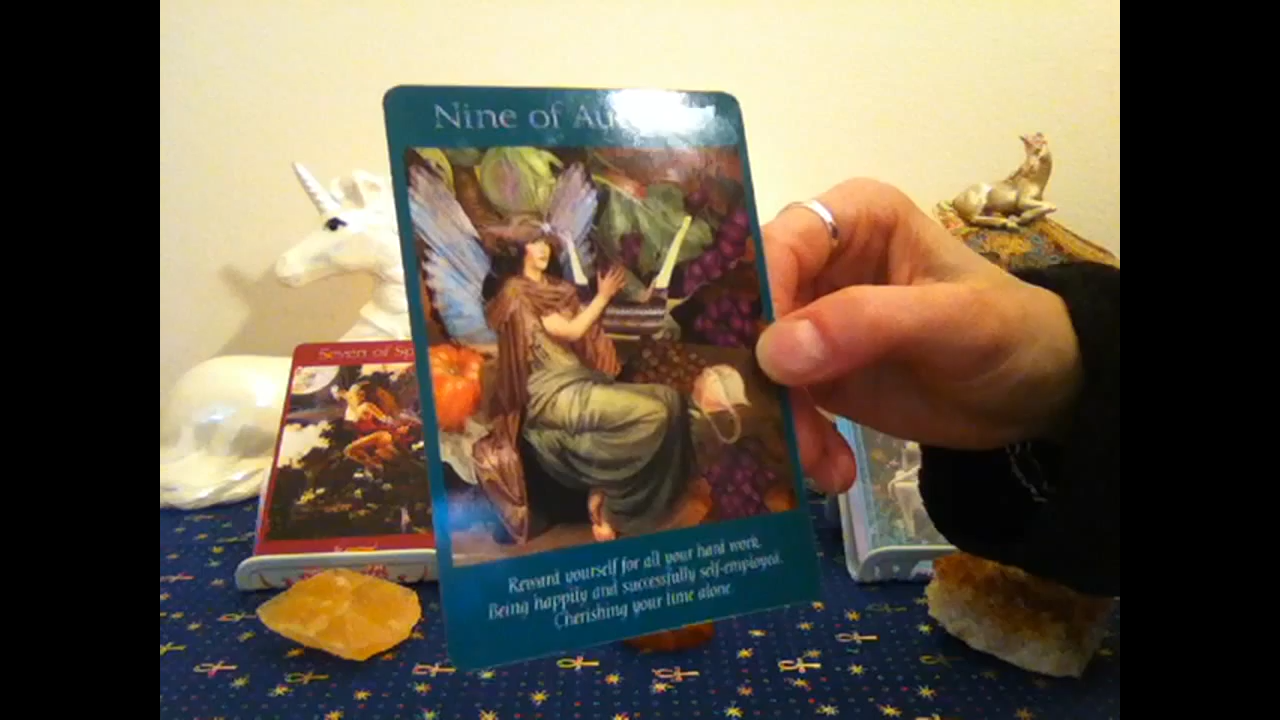 Nine of Au
Seven of Sp
Reward yourself for all your hard work.
Being happily and successfully self-employed.
Cherishing your time alone.